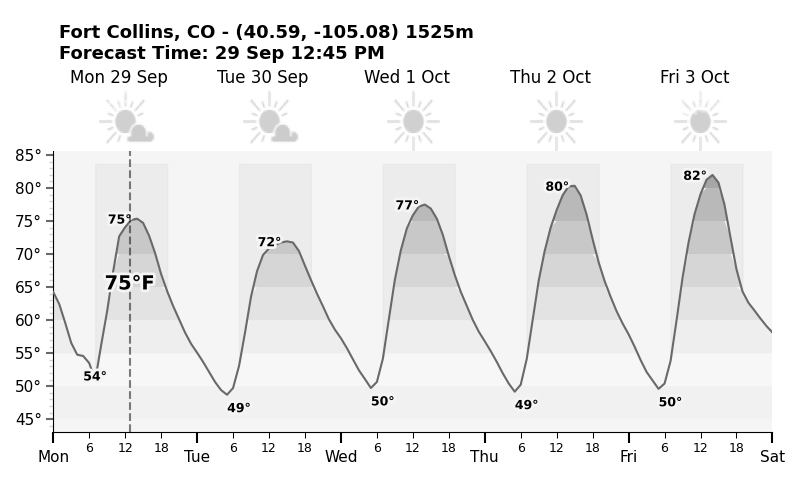 Fort Collins, CO - (40.59, -105.08) 1525m
Forecast Time: 29 Sep 12:45 PM
Mon 29 Sep Tue 30 Sep Wed 1 Oct Thu 2 Oct Fri 3 Oct
85°
80°
75°
70°
65°
60°
55°
50°
45°
75° 72° 77° 80° 82°
75°F
54° 49° 50° 49° 50°
6 12 18 6 12 18 6 12 18 6 12 18 6 12 18
Mon Tue Wed Thu Fri Sat